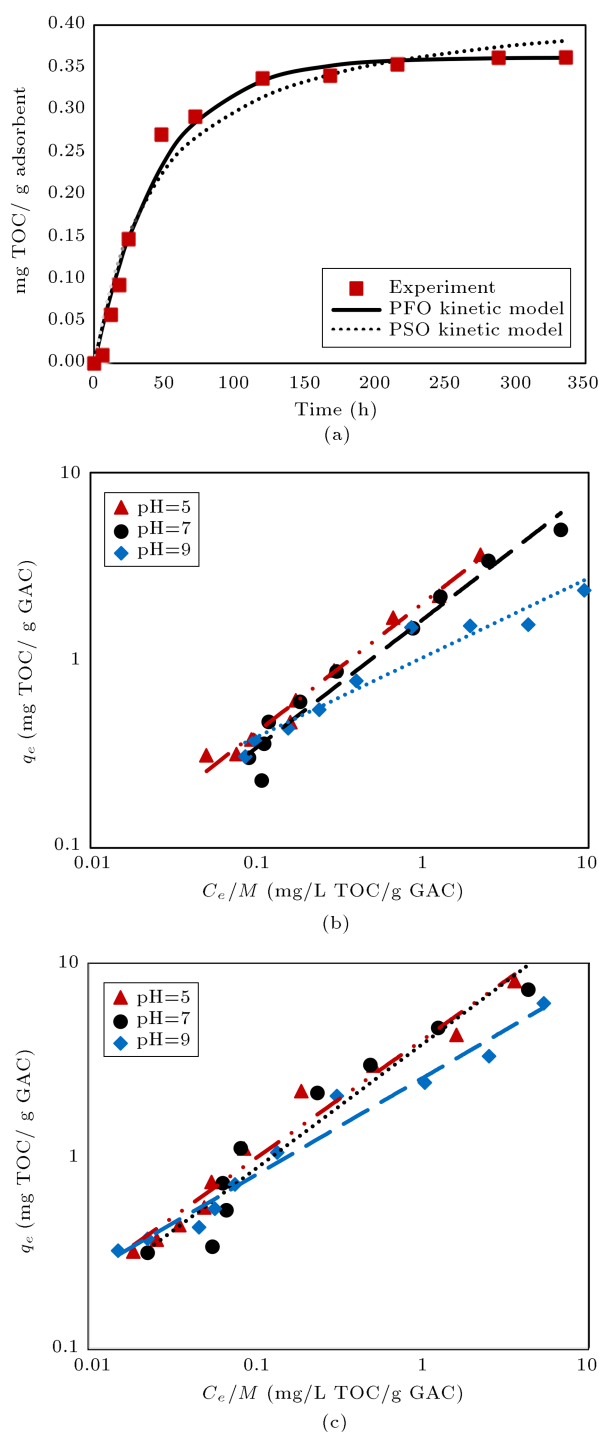 0.40
0.35
0.30
0.25
0.20
0.15
0.10
0.05
0.00
mg TOC/ g adsorbent
Experiment
PFO kinetic model
PSO kinetic model
0 50 100 150 200 250 300 350
Time (h)
(a)
10
1
0.1
qₑ (mg TOC/ g GAC)
pH=5
pH=7
pH=9
0.01 0.1 1 10
Cₑ/M (mg/L TOC/g GAC)
(b)
10
1
0.1
qₑ (mg TOC/ g GAC)
pH=5
pH=7
pH=9
0.01 0.1 1 10
Cₑ/M (mg/L TOC/g GAC)
(c)